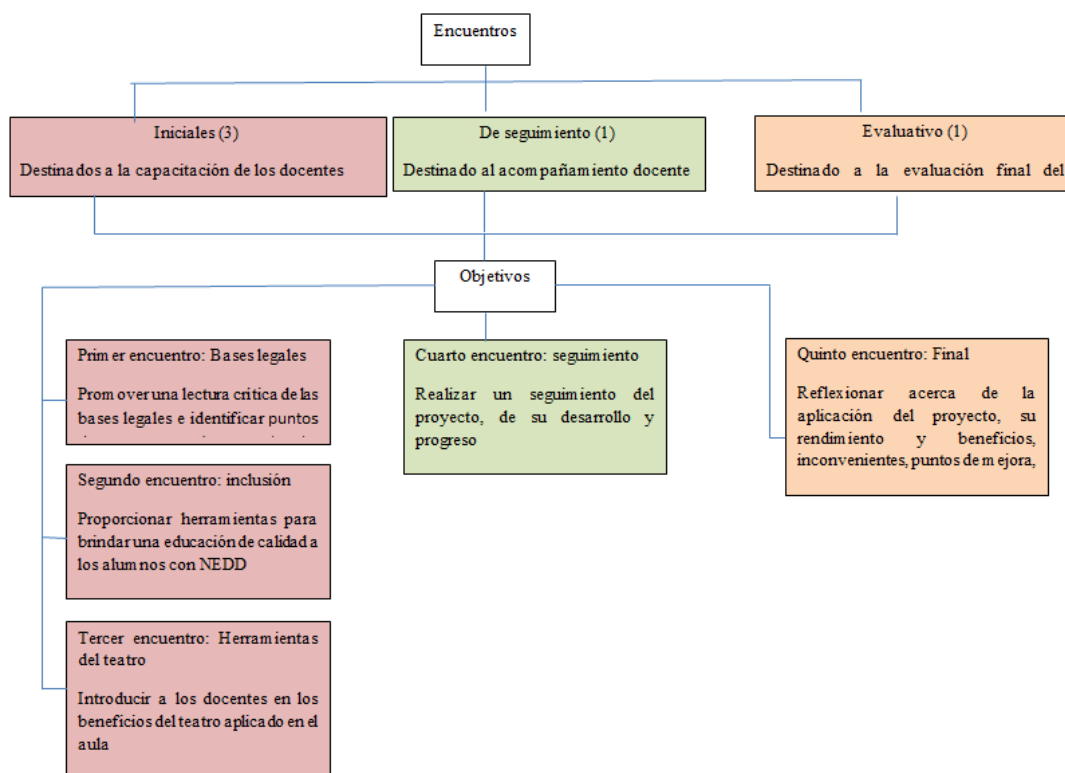 Encuentros
Iniciales (3)
Destinados a la capacitación de los docentes
De seguimiento (1)
Destinado al acompañamiento docente
Evaluativo (1)
Destinado a la evaluación final del
Objetivos
Primer encuentro: Bases legales
Promover una lectura crítica de las
bases legales e identificar puntos
Segundo encuentro: inclusión
Proporcionar herramientas para
brindar una educación de calidad a
los alumnos con NEDD
Tercer encuentro: Herramientas
del teatro
Introducir a los docentes en los
beneficios del teatro aplicado en el
aula
Cuarto encuentro: seguimiento
Realizar un seguimiento del
proyecto, de su desarrollo y
progreso
Quinto encuentro: Final
Reflexionar acerca de la
aplicación del proyecto, su
rendimiento y beneficios,
inconvenientes, puntos de mejora,